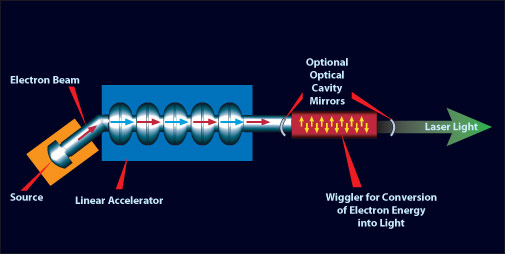 Optional
Optical
Cavity
Mirrors
Electron Beam
Laser Light
Source
Linear Accelerator
Wiggler for Conversion
of Electron Energy
into Light